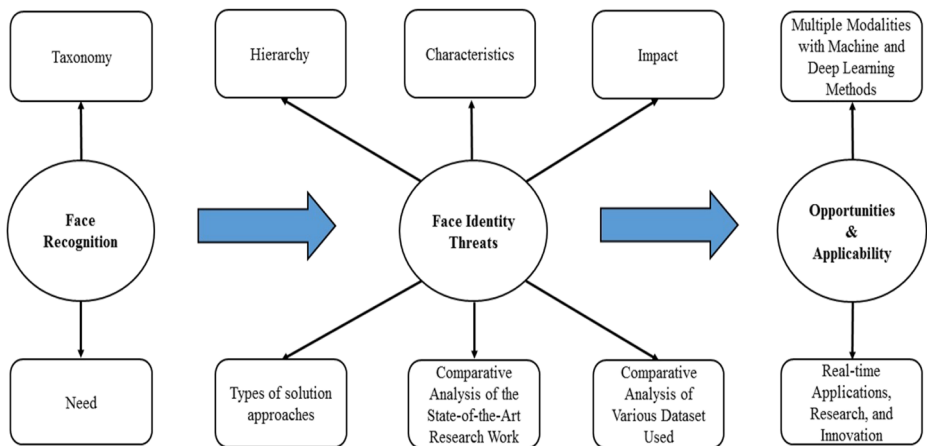 Taxonomy
Hierarchy
Characteristics
Impact
Multiple Modalities
with Machine and
Deep Learning
Methods
Face
Recognition
Face Identity
Threats
Opportunities
&
Applicability
Need
Types of solution
approaches
Comparative
Analysis of the
State-of-the-Art
Research Work
Comparative
Analysis of
Various Dataset
Used
Real-time
Applications,
Research, and
Innovation